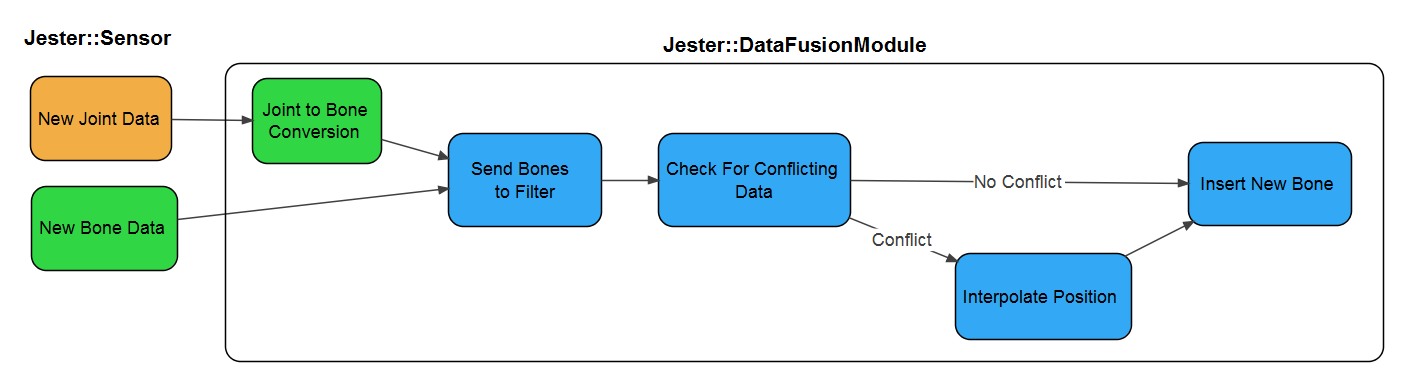 Jester::Sensor
Jester::DataFusionModule
New Joint Data
Joint to Bone
Conversion
New Bone Data
Send Bones
to Filter
Check For Conflicting
Data
No Conflict
Conflict
Interpolate Position
Insert New Bone